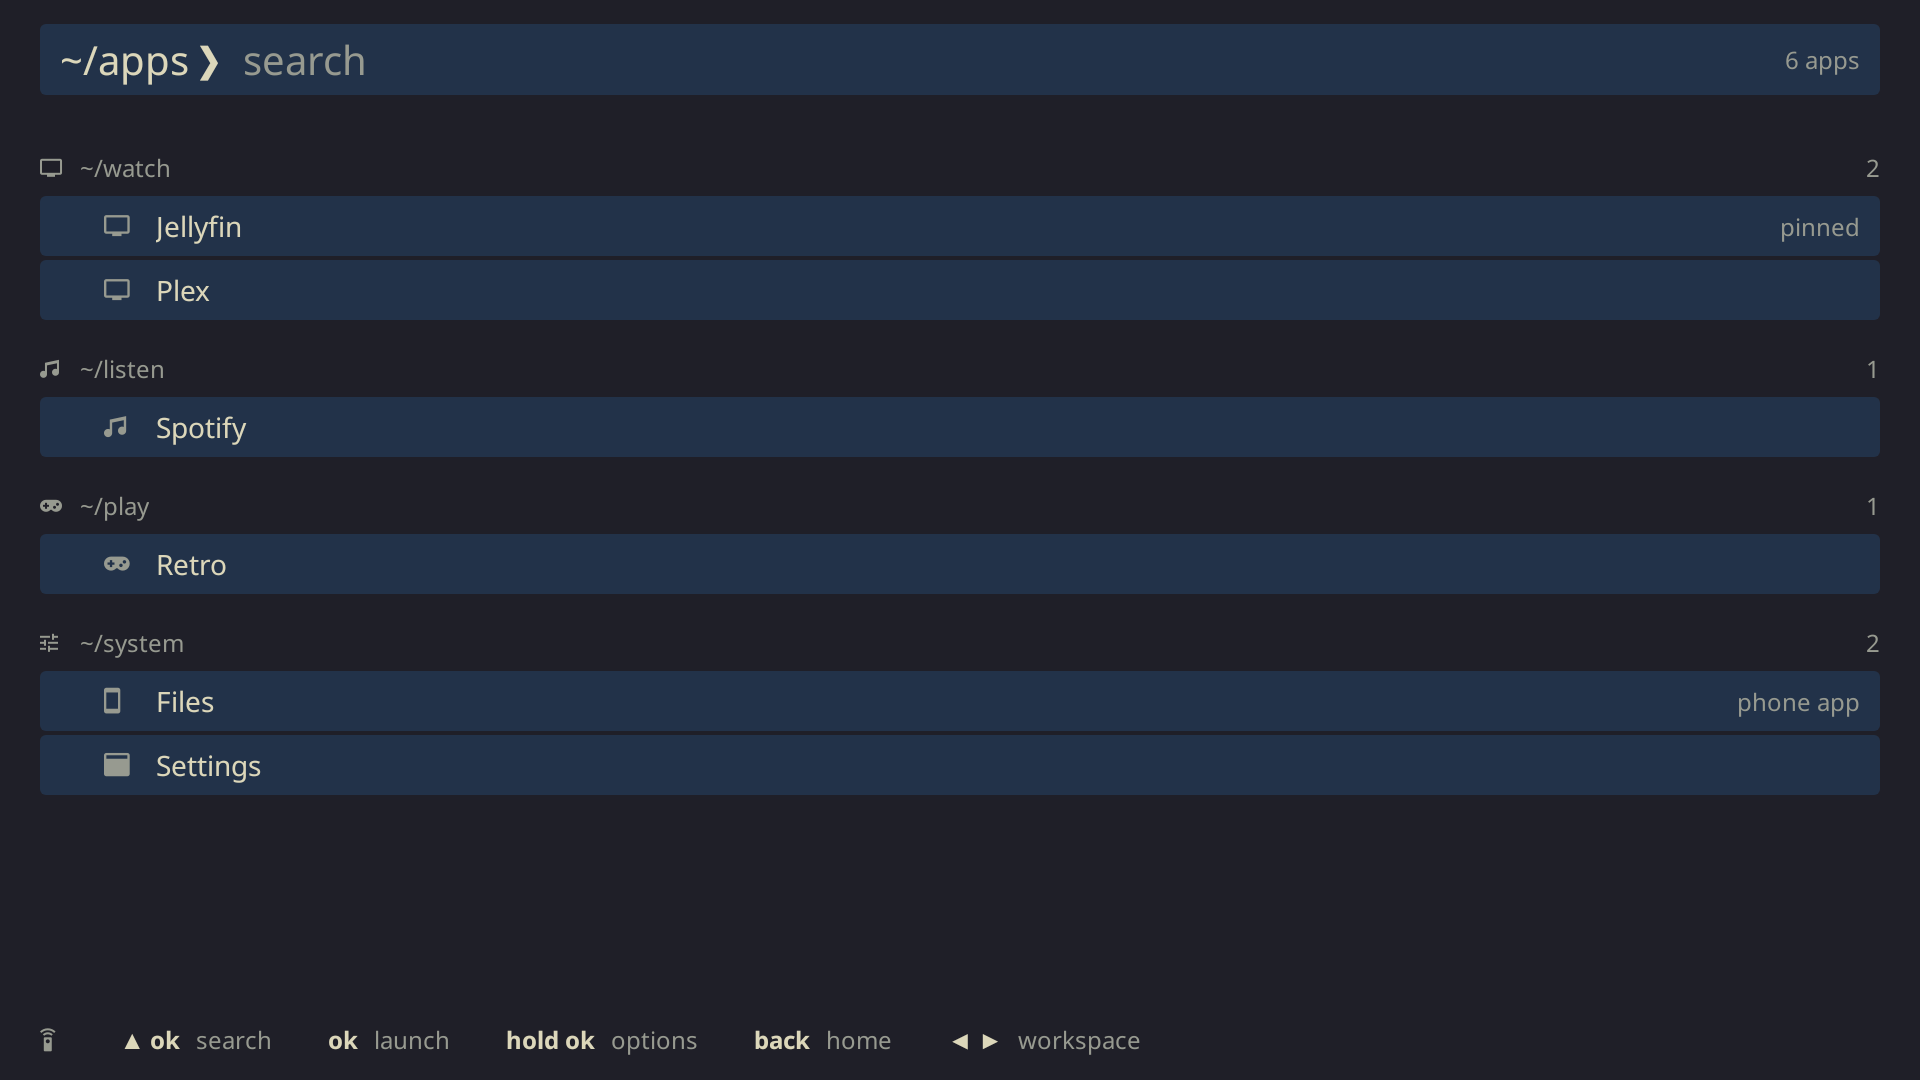 ~/apps❯ search 6 apps
~/watch 2
Jellyfin pinned
Plex
~/listen 1
Spotify
~/play 1
Retro
~/system 2
Files phone app
Settings
▲ ok search ok launch hold ok options back home ◀ ▶ workspace